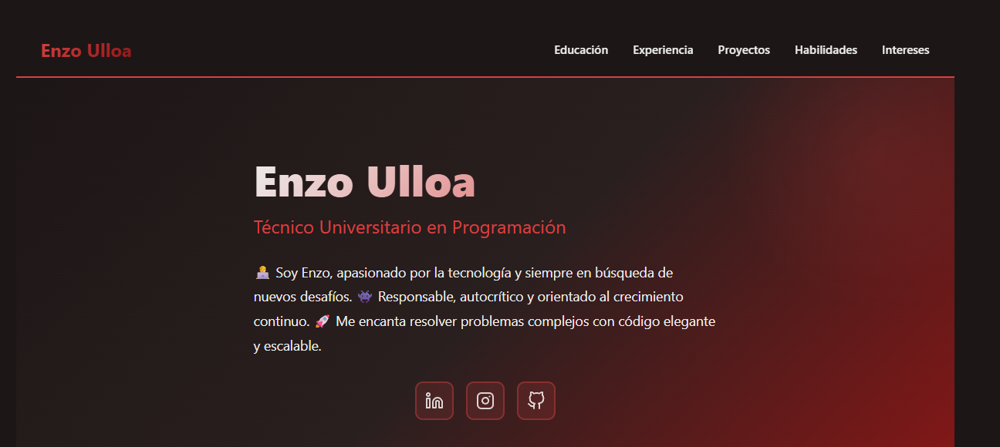 Enzo Ulloa
Educación Experiencia Proyectos Habilidades Intereses
Enzo Ulloa
Técnico Universitario en Programación
🧑‍💻 Soy Enzo, apasionado por la tecnología y siempre en búsqueda de
nuevos desafíos. 👾 Responsable, autocrítico y orientado al crecimiento
continuo. 🚀 Me encanta resolver problemas complejos con código elegante
y escalable.